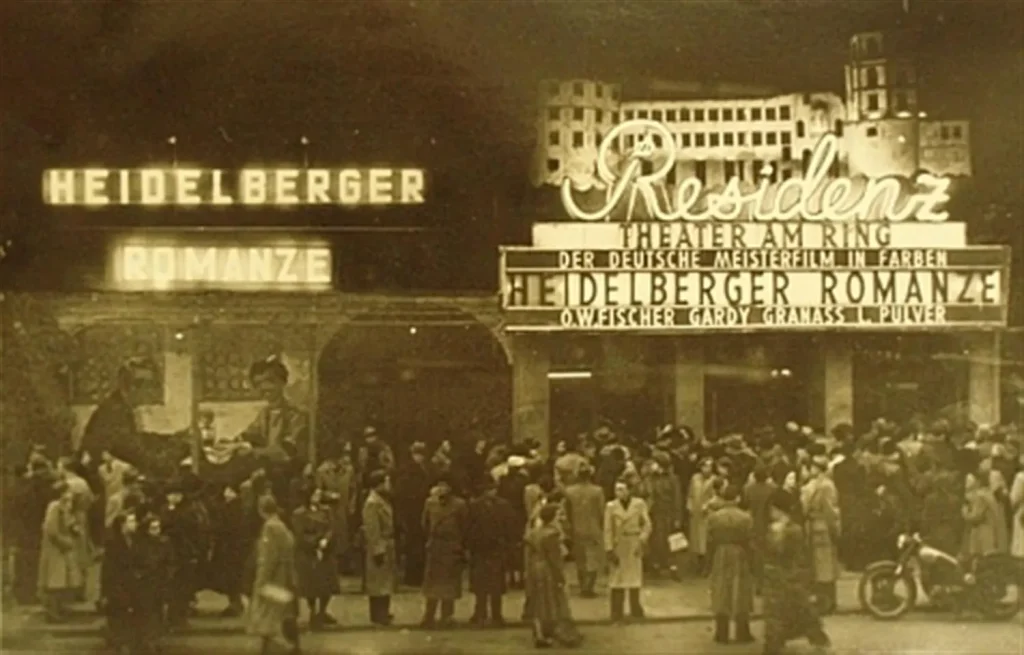 HEIDELBERGER
ROMANZE
Residenz
THEATER AM RING
DER DEUTSCHE MEISTERFILM IN FARBEN
HEIDELBERGER ROMANZE
O.W.FISCHER GARDY GRANASS L. PULVER